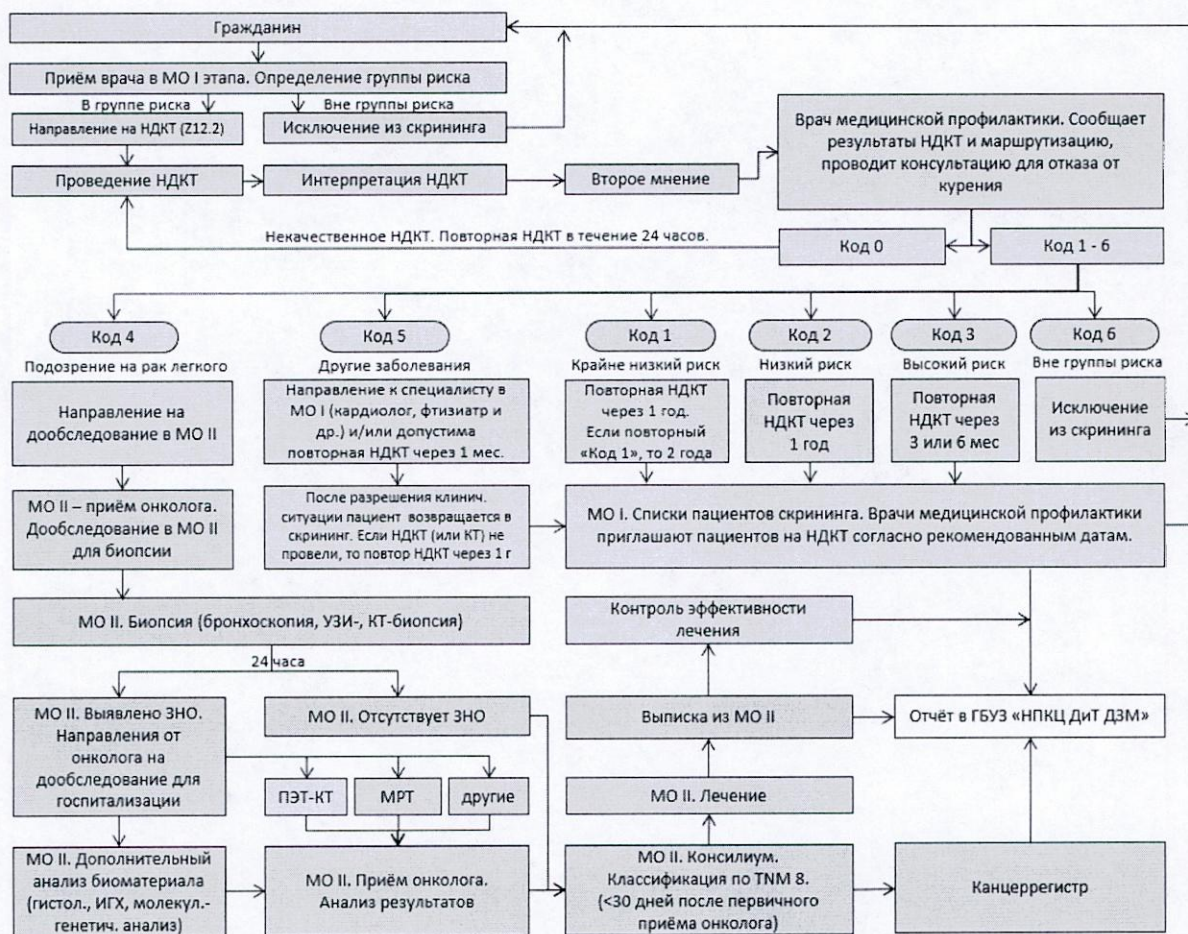 Гражданин
Приём врача в МО I этапа. Определение группы риска
В группе риска
Вне группы риска
Направление на НДКТ (Z12.2)
Исключение из скрининга
Врач медицинской профилактики. Сообщает
результаты НДКТ и маршрутизацию,
проводит консультацию для отказа от
курения
Проведение НДКТ
Интерпретация НДКТ
Второе мнение
Некачественное НДКТ. Повторная НДКТ в течение 24 часов.
Код 0
Код 1 - 6
Код 4
Код 5
Код 1
Код 2
Код 3
Код 6
Подозрение на рак легкого
Другие заболевания
Крайне низкий риск
Низкий риск
Высокий риск
Вне группы риска
Направление на
дообследование в МО II
Направление к специалисту в
МО I (кардиолог, фтизиатр и
др.) и/или допустима
повторная НДКТ через 1 мес.
Повторная НДКТ
через 1 год.
Если повторный
«Код 1», то 2 года
Повторная
НДКТ через
1 год
Повторная
НДКТ через
3 или 6 мес
Исключение
из скрининга
МО II – приём онколога.
Дообследование в МО II
для биопсии
После разрешения клинич.
ситуации пациент возвращается в
скрининг. Если НДКТ (или КТ) не
провели, то повтор НДКТ через 1 г
МО I. Списки пациентов скрининга. Врачи медицинской профилактики
приглашают пациентов на НДКТ согласно рекомендованным датам.
МО II. Биопсия (бронхоскопия, УЗИ-, КТ-биопсия)
Контроль эффективности
лечения
24 часа
МО II. Выявлено ЗНО.
Направления от
онколога на
дообследование для
госпитализации
МО II. Отсутствует ЗНО
Выписка из МО II
Отчёт в ГБУЗ «НПКЦ ДиТ ДЗМ»
ПЭТ-КТ
МРТ
другие
МО II. Лечение
МО II. Дополнительный
анализ биоматериала
(гистол., ИГХ, молекул.-
генетич. анализ)
МО II. Приём онколога.
Анализ результатов
МО II. Консилиум.
Классификация по TNM 8.
(<30 дней после первичного
приёма онколога)
Канцеррегистр